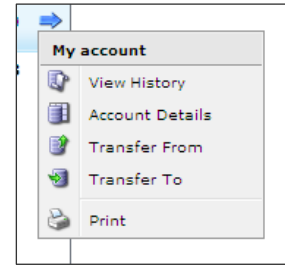 My account
View History
Account Details
Transfer From
Transfer To
Print